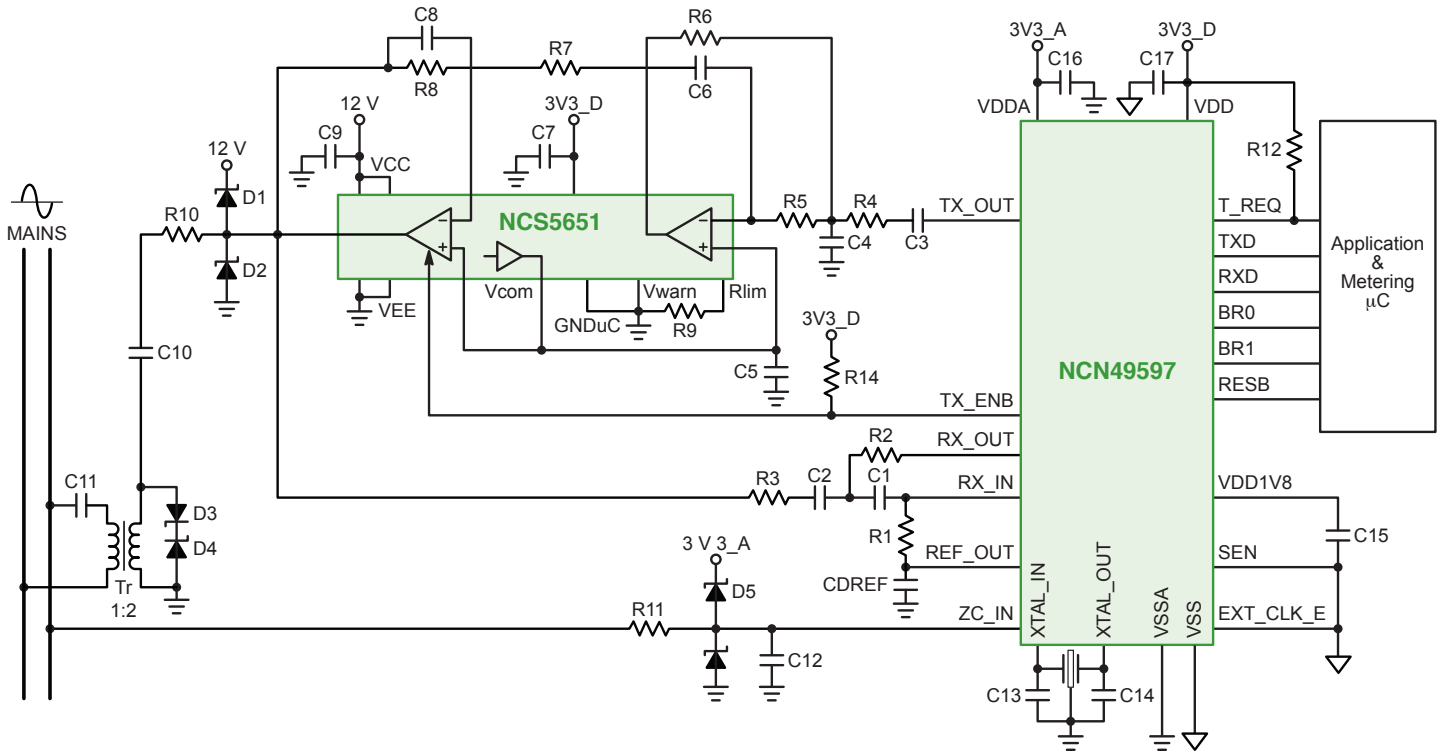 C8
R6
R7
R8
C6
3V3_A
3V3_D
C16
C17
VDDA
VDD
12 V
3V3_D
C9
C7
VCC
12 V
D1
R10
D2
MAINS
NCS5651
Vcom
Vwarn
Rlim
VEE
GNDuC
R9
R5
R4
C4
C3
TX_OUT
R12
T_REQ
TXD
RXD
BR0
BR1
RESB
Application
&
Metering
µC
C10
C5
3V3_D
R14
NCN49597
TX_ENB
R2
RX_OUT
R3
C2
C1
RX_IN
R1
REF_OUT
CDREF
VDD1V8
SEN
C15
EXT_CLK_E
C11
D3
D4
Tr
1:2
3 V 3_A
D5
R11
C12
ZC_IN
XTAL_IN
XTAL_OUT
VSSA
VSS
C13
C14